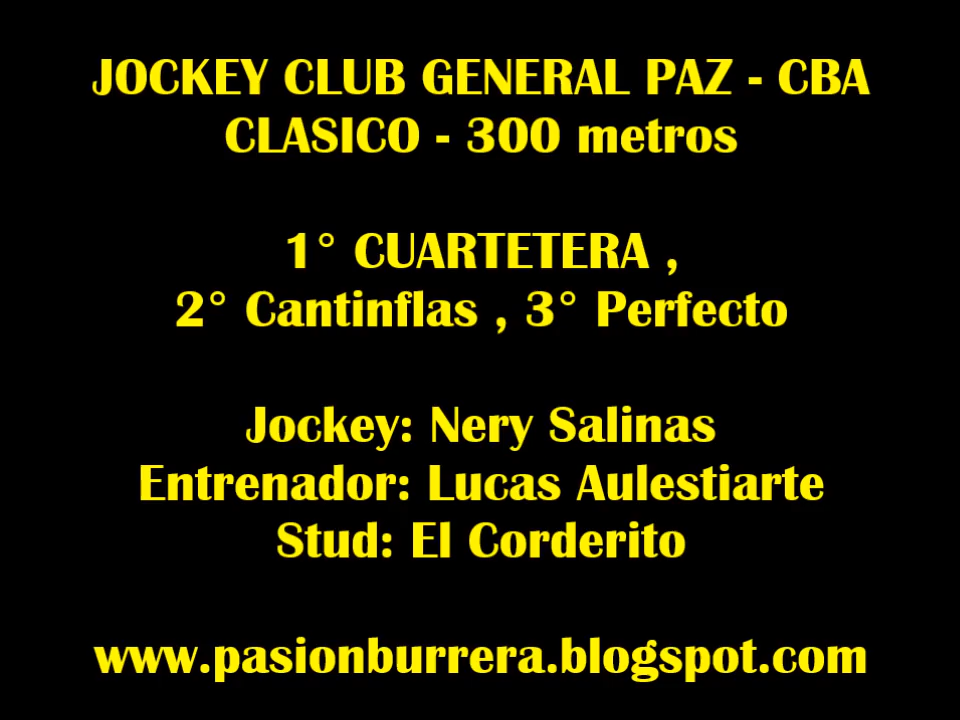 JOCKEY CLUB GENERAL PAZ - CBA
CLASICO - 300 metros
1° CUARTETERA ,
2° Cantinflas , 3° Perfecto
Jockey: Nery Salinas
Entrenador: Lucas Aulestiarte
Stud: El Corderito
www.pasionburrera.blogspot.com